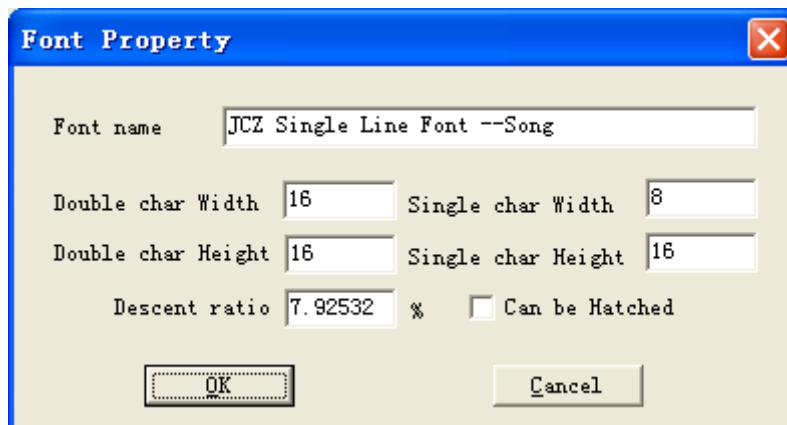 Font Property
Font name JCZ Single Line Font --Song
Double char Width 16 Single char Width 8
Double char Height 16 Single char Height 16
Descent ratio 7.92532 % Can be Hatched
OK Cancel